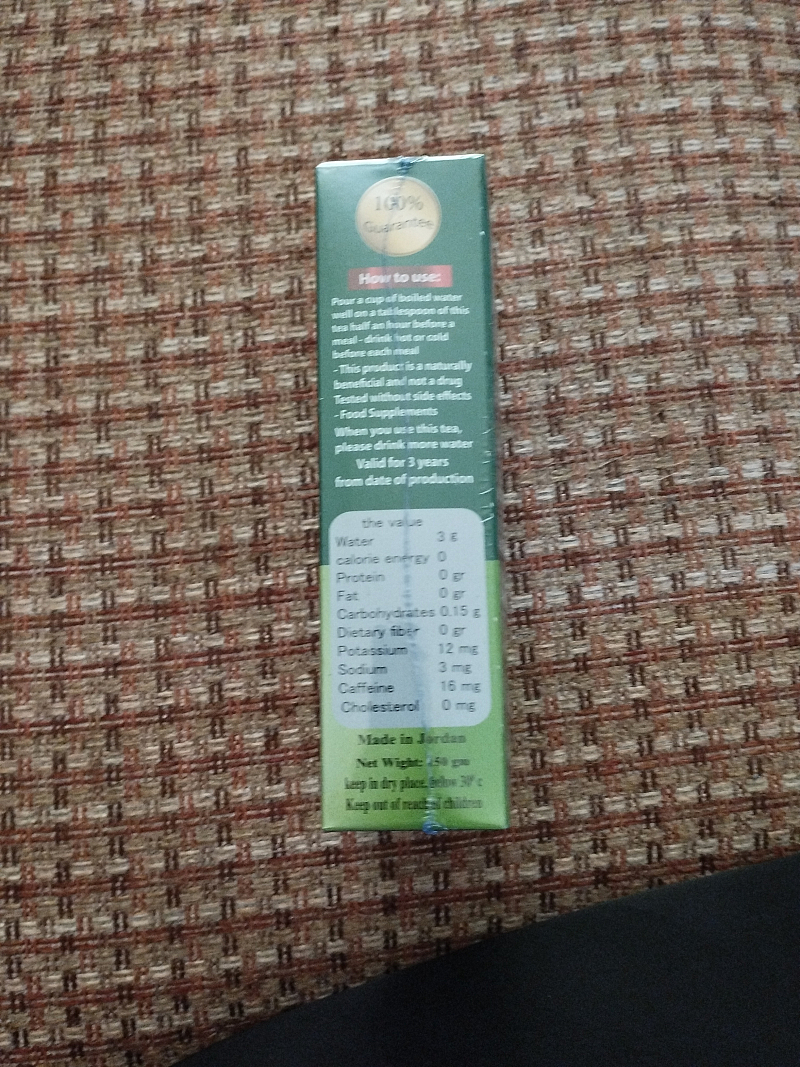 100%
Guarantee
How to use:
Pour a cup of boiled water
well on a tablespoon of this
tea half an hour before a
meal - drink hot or cold
before each meal
- This product is a naturally
beneficial and not a drug
Tested without side effects
- Food Supplements
When you use this tea,
please drink more water
Valid for 3 years
from date of production
the value
Water 3 g
calorie energy 0
Protein 0 gr
Fat 0 gr
Carbohydrates 0.15 g
Dietary fiber 0 gr
Potassium 12 mg
Sodium 3 mg
Caffeine 16 mg
Cholesterol 0 mg
Made in Jordan
Net Wight: gm
keep in dry place, below 30° c
Keep out of reach of children